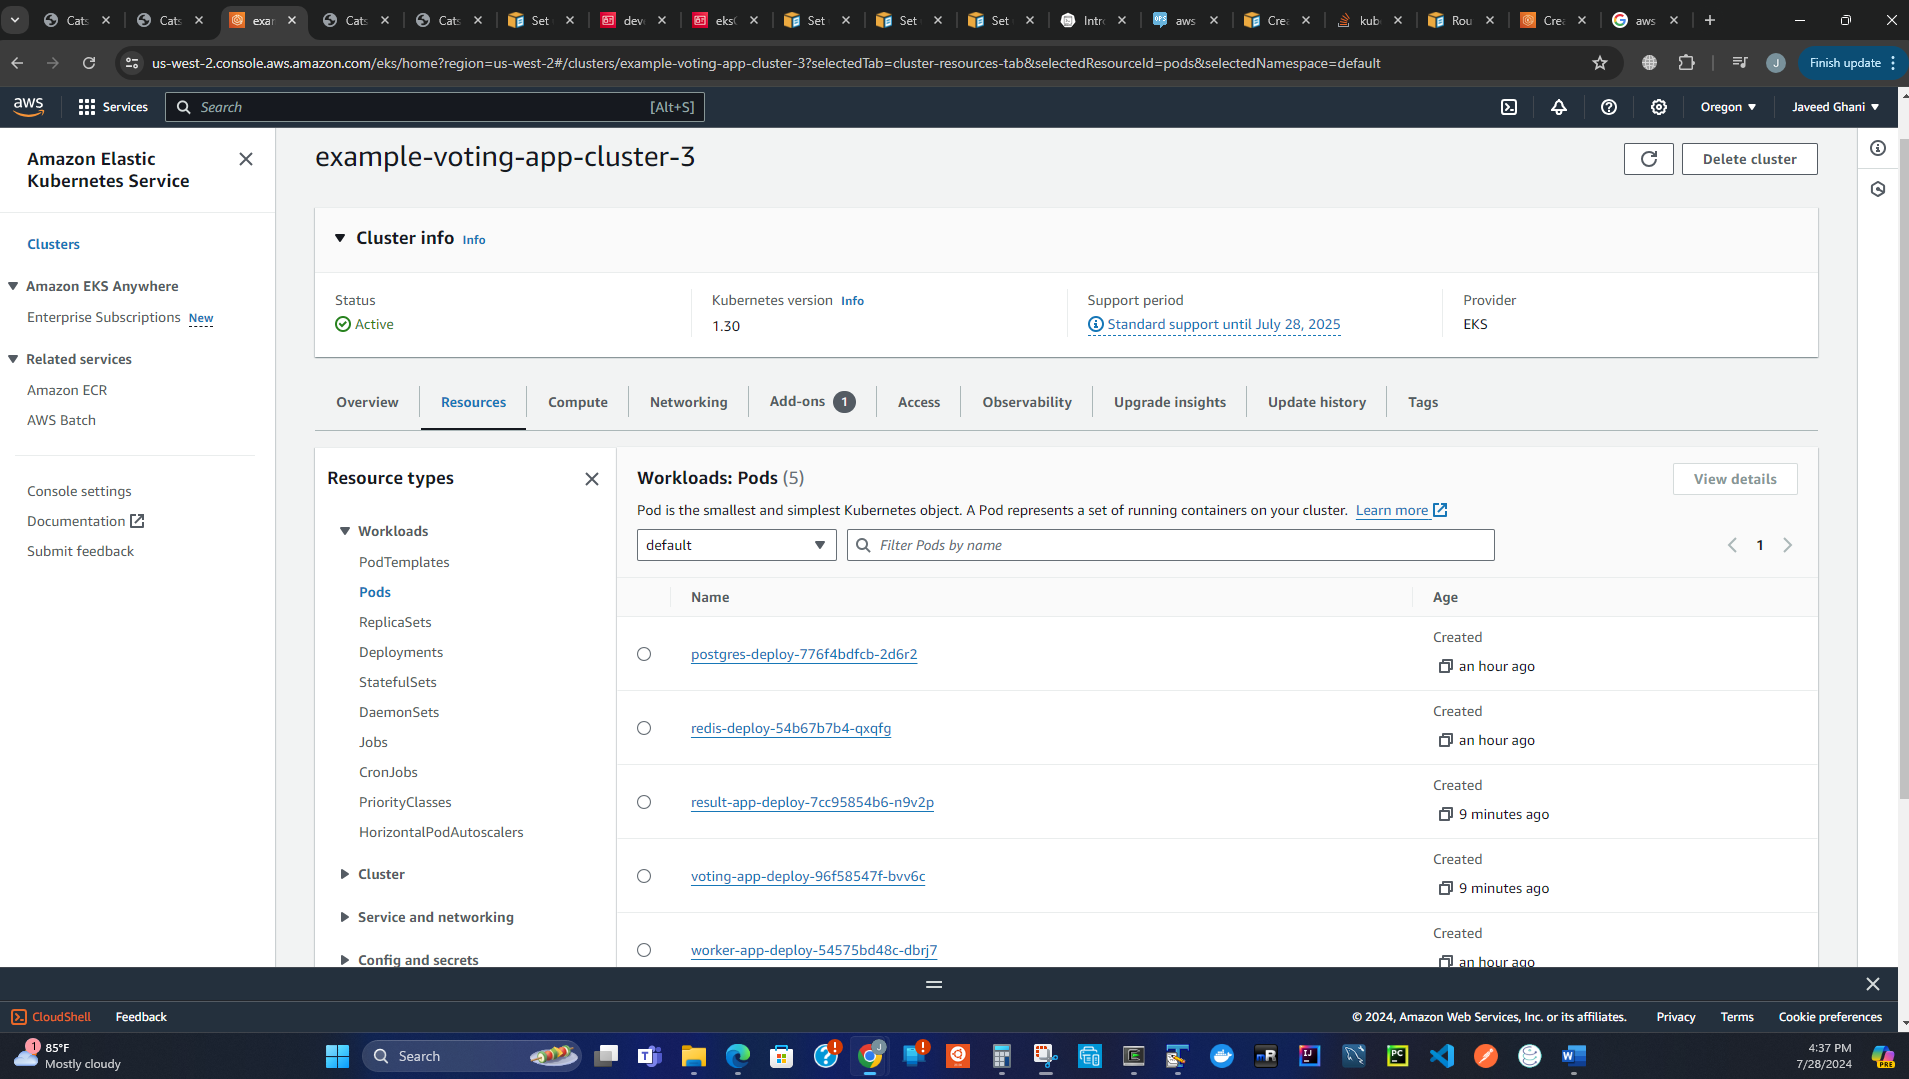 Cats
Cats
exar
Cats
Cats
Set
deve
eks(
Set
Set
Set
Intro
aws
Crea
kube
Rou
Crea
aws
us-west-2.console.aws.amazon.com/eks/home?region=us-west-2#/clusters/example-voting-app-cluster-3?selectedTab=cluster-resources-tab&selectedResourceId=pods&selectedNamespace=default
J
Finish update
aws
Services
Search
[Alt+S]
Oregon
Javeed Ghani
Amazon Elastic
Kubernetes Service
Clusters
Amazon EKS Anywhere
Enterprise Subscriptions New
Related services
Amazon ECR
AWS Batch
Console settings
Documentation
Submit feedback
example-voting-app-cluster-3
Delete cluster
Cluster info Info
Status
Active
Kubernetes version Info
1.30
Support period
Standard support until July 28, 2025
Provider
EKS
Overview
Resources
Compute
Networking
Add-ons 1
Access
Observability
Upgrade insights
Update history
Tags
Resource types
Workloads
PodTemplates
Pods
ReplicaSets
Deployments
StatefulSets
DaemonSets
Jobs
CronJobs
PriorityClasses
HorizontalPodAutoscalers
Cluster
Service and networking
Config and secrets
Workloads: Pods (5)
View details
Pod is the smallest and simplest Kubernetes object. A Pod represents a set of running containers on your cluster. Learn more
default
Filter Pods by name
1
Name
Age
postgres-deploy-776f4bdfcb-2d6r2
Created
an hour ago
redis-deploy-54b67b7b4-qxqfg
Created
an hour ago
result-app-deploy-7cc95854b6-n9v2p
Created
9 minutes ago
voting-app-deploy-96f58547f-bvv6c
Created
9 minutes ago
worker-app-deploy-54575bd48c-dbrj7
Created
an hour ago
CloudShell
Feedback
© 2024, Amazon Web Services, Inc. or its affiliates.
Privacy
Terms
Cookie preferences
1
85°F
Mostly cloudy
Search
4:37 PM
7/28/2024